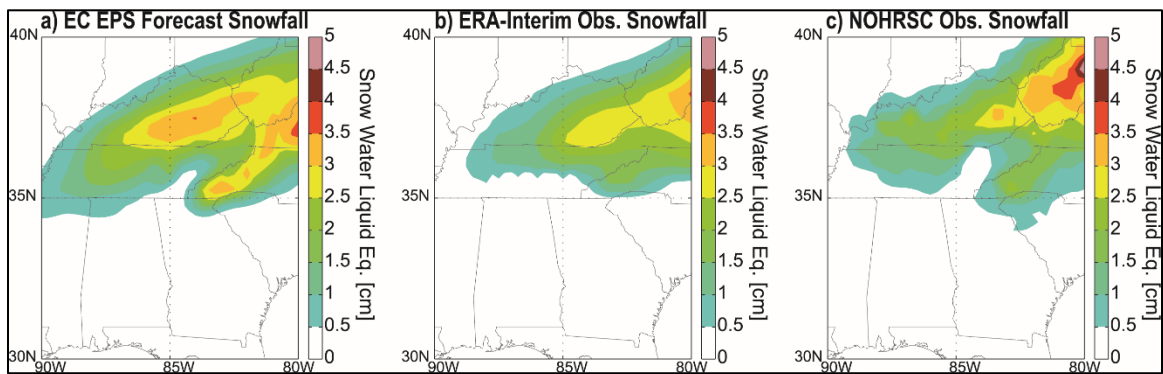 a) EC EPS Forecast Snowfall
40N
35N
30N
90W
85W
80W
5
4.5
4
3.5
3
2.5
2
1.5
1
0.5
0
Snow Water Liquid Eq. [cm]
b) ERA-Interim Obs. Snowfall
40N
35N
30N
90W
85W
80W
5
4.5
4
3.5
3
2.5
2
1.5
1
0.5
0
Snow Water Liquid Eq. [cm]
c) NOHRSC Obs. Snowfall
40N
35N
30N
90W
85W
80W
5
4.5
4
3.5
3
2.5
2
1.5
1
0.5
0
Snow Water Liquid Eq. [cm]